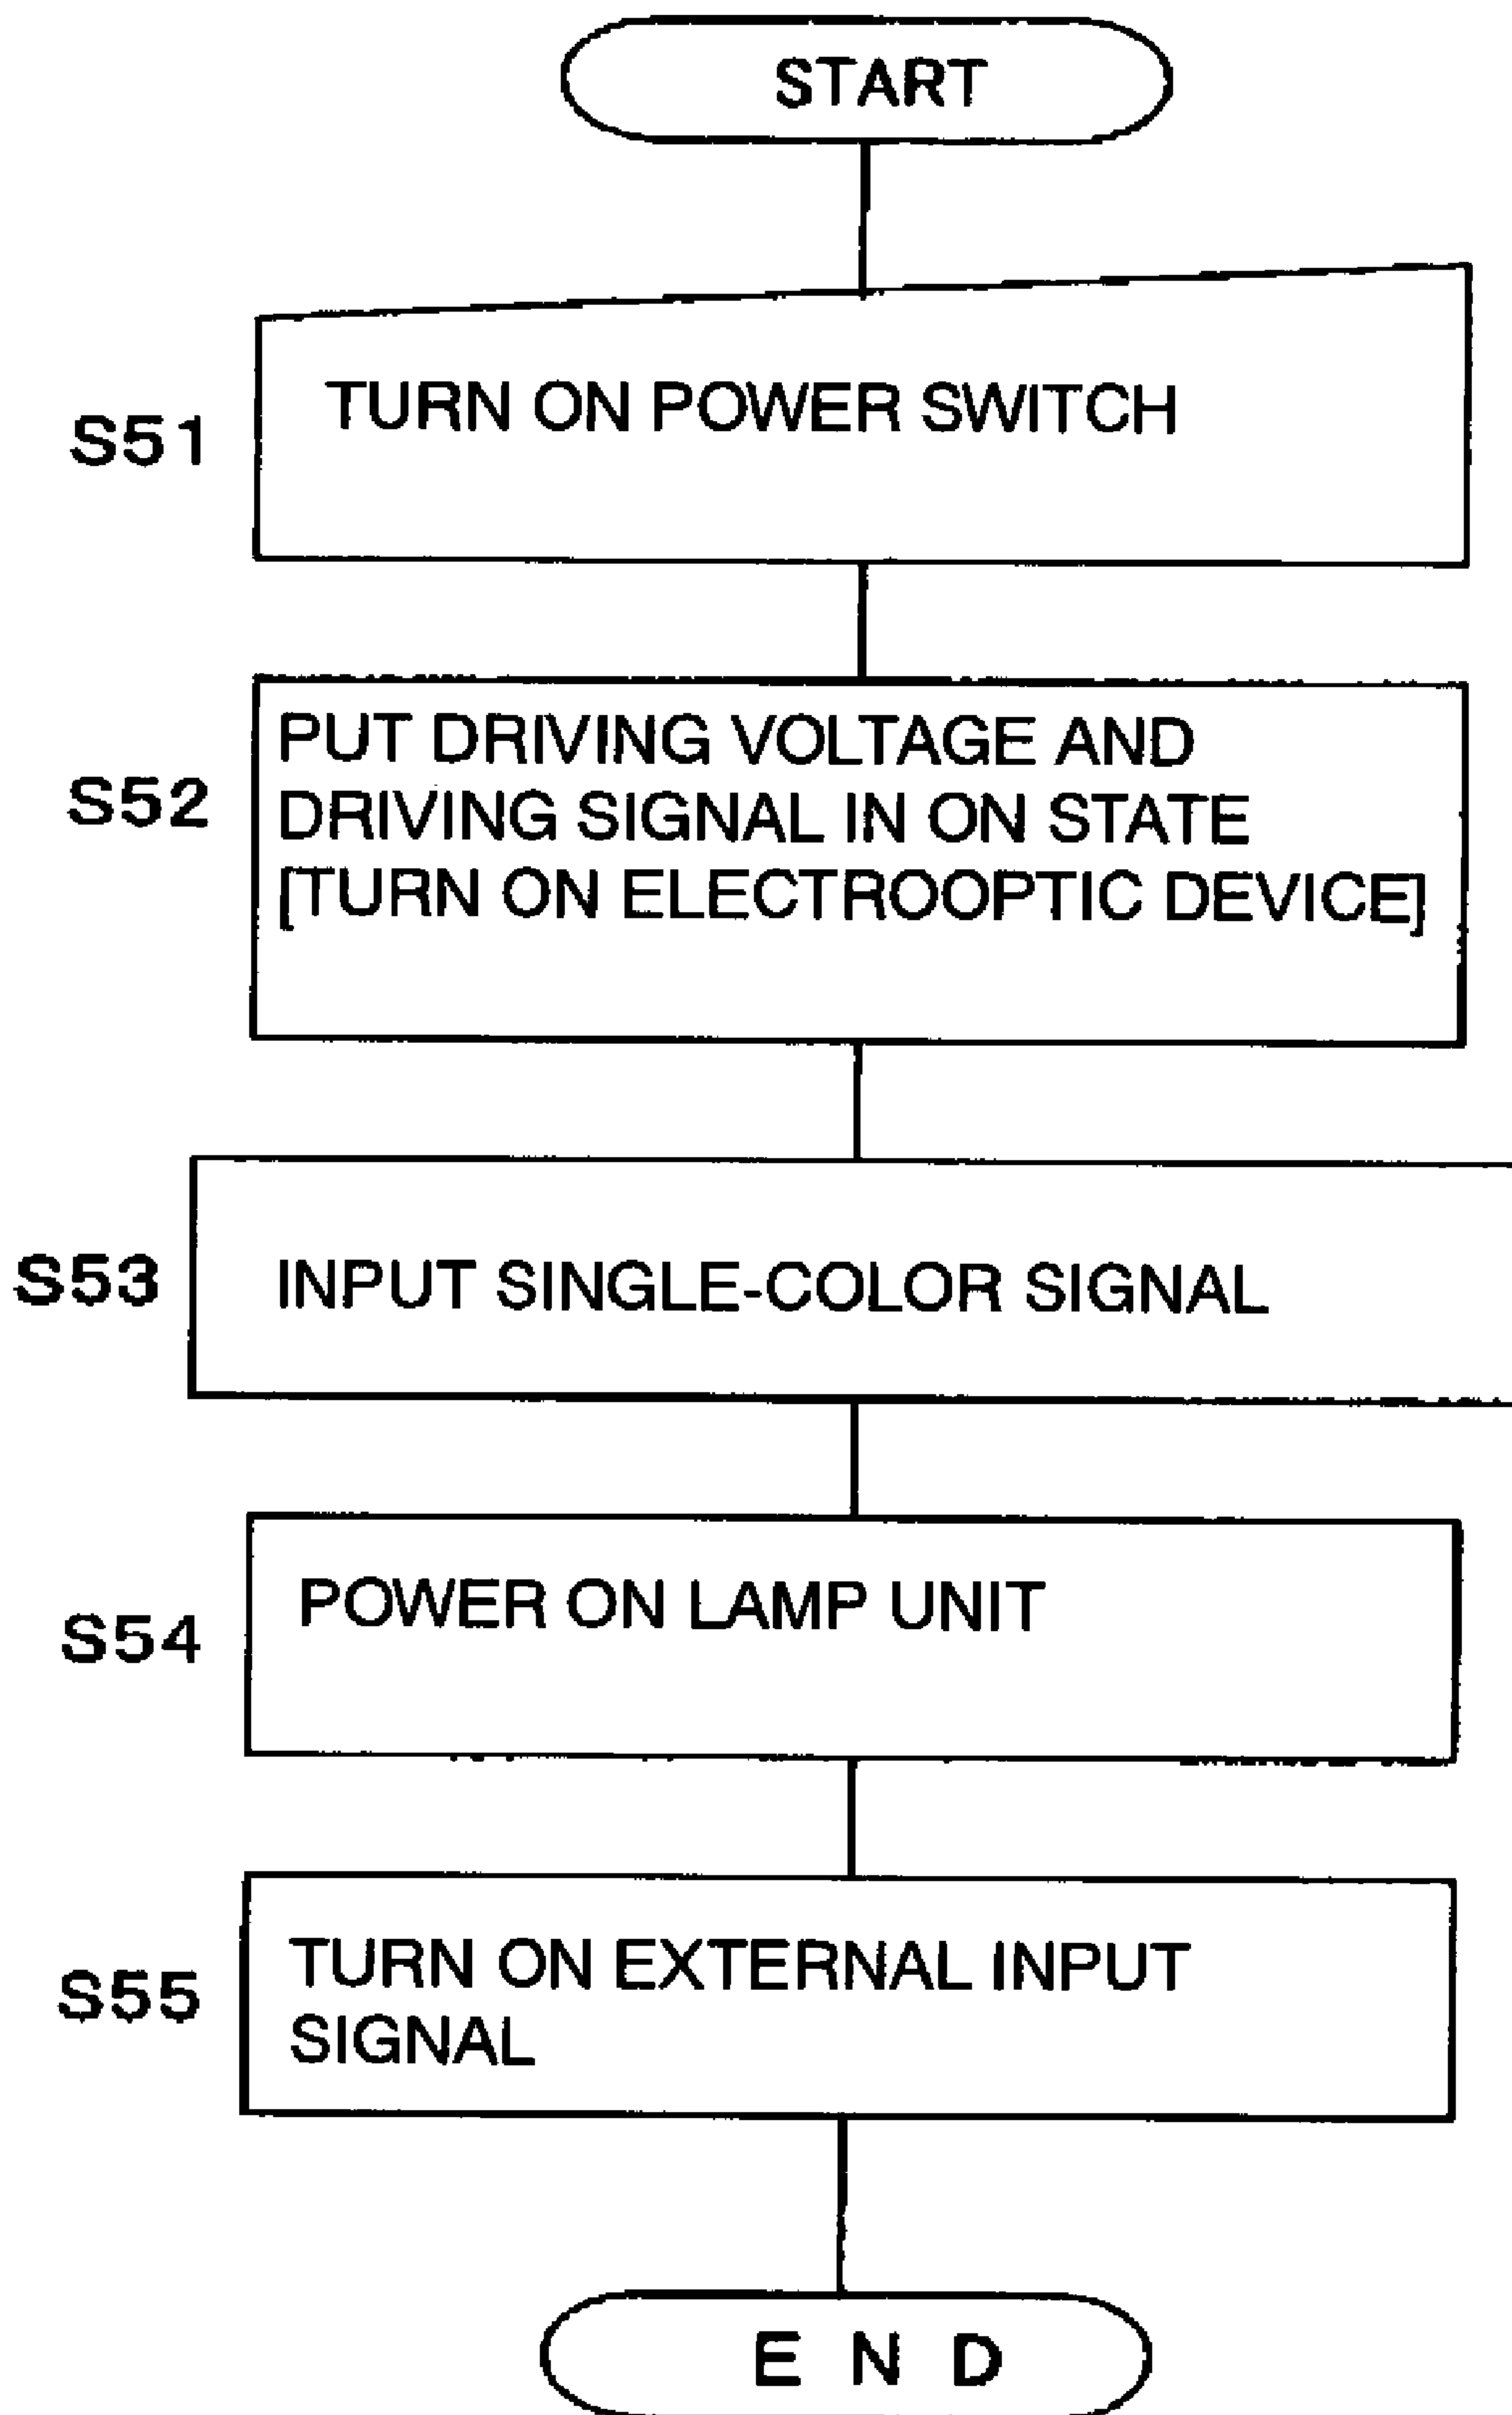 START
S51
TURN ON POWER SWITCH
S52
PUT DRIVING VOLTAGE AND
DRIVING SIGNAL IN ON STATE
[TURN ON ELECTROOPTIC DEVICE]
S53
INPUT SINGLE-COLOR SIGNAL
S54
POWER ON LAMP UNIT
S55
TURN ON EXTERNAL INPUT
SIGNAL
E N D